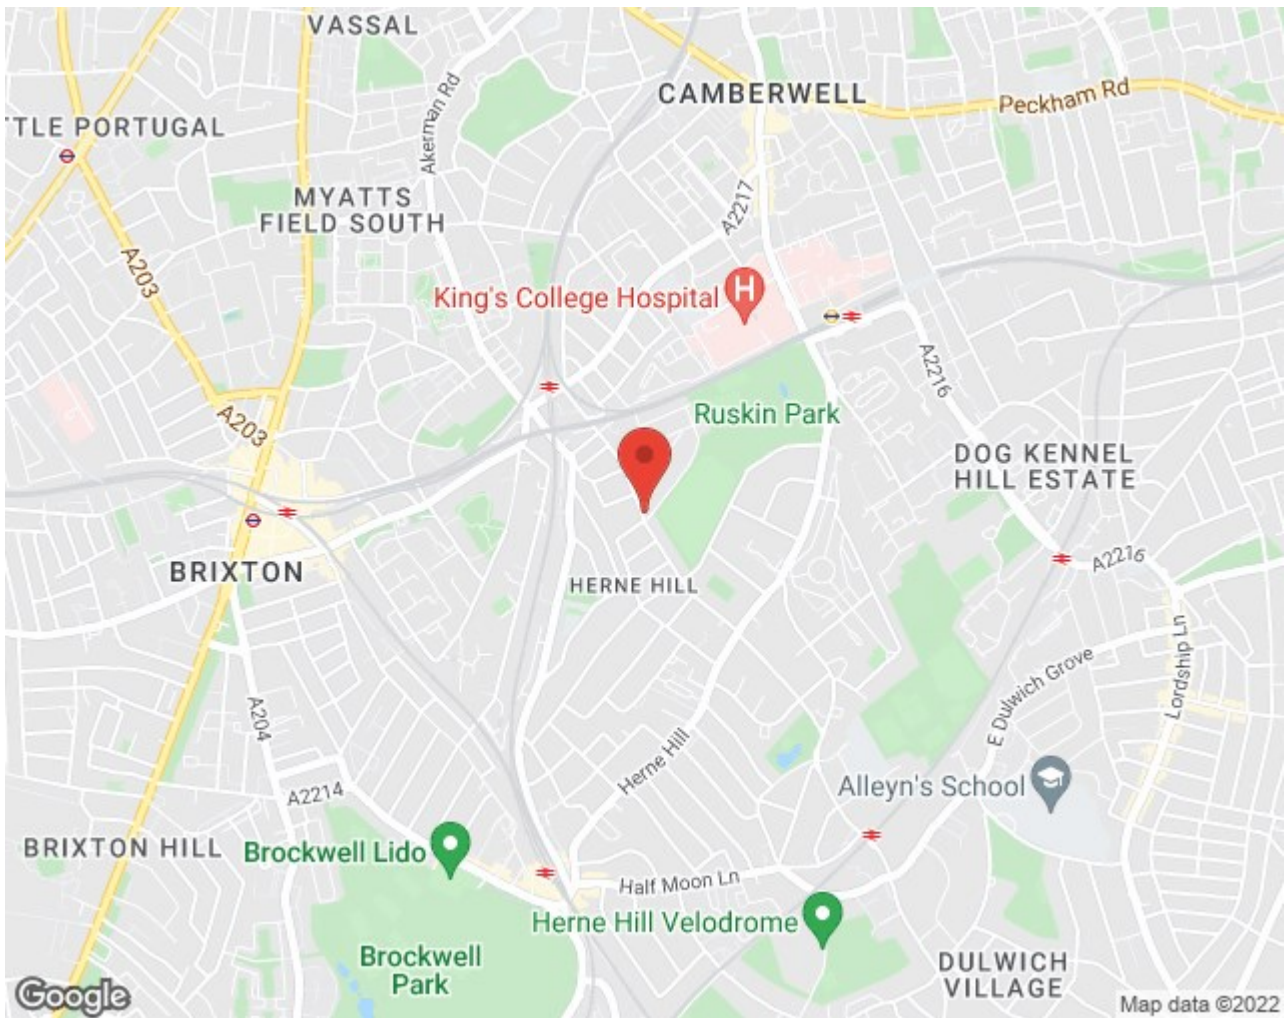 VASSAL
CAMBERWELL
Peckham Rd
Akerman Rd
TTLE PORTUGAL
MYATTS
FIELD SOUTH
A2217
A203
King's College Hospital
H
A2216
Ruskin Park
A203
DOG KENNEL
HILL ESTATE
A2216
BRIXTON
HERNE HILL
Lordship Ln
E Dulwich Grove
A204
Herne Hill
Alleyn's School
A2214
BRIXTON HILL
Brockwell Lido
Half Moon Ln
Herne Hill Velodrome
Brockwell
Park
DULWICH
VILLAGE
Google
Map data ©2022